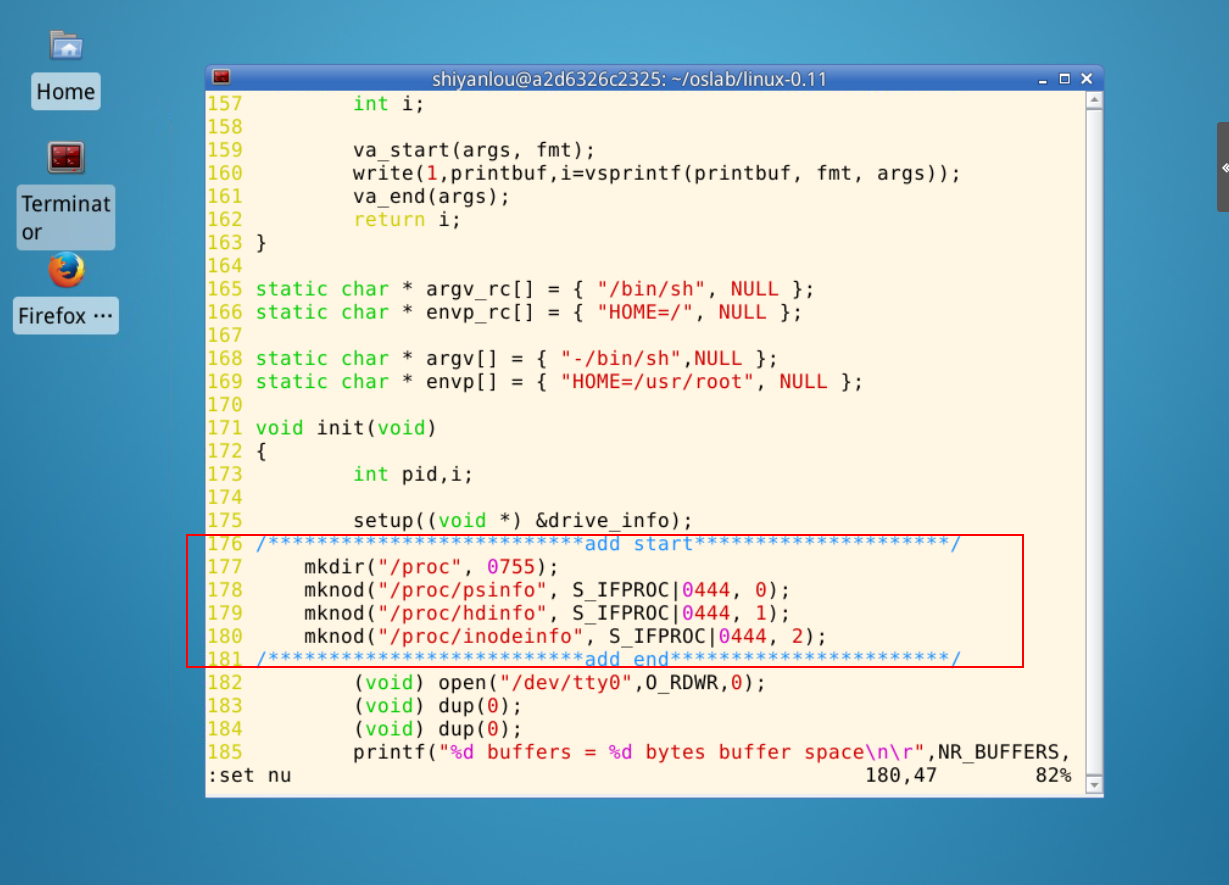 Home
Terminat
or
Firefox ···
shiyanlou@a2d6326c2325: ~/oslab/linux-0.11
157         int i;
158
159         va_start(args, fmt);
160         write(1,printbuf,i=vsprintf(printbuf, fmt, args));
161         va_end(args);
162         return i;
163 }
164
165 static char * argv_rc[] = { "/bin/sh", NULL };
166 static char * envp_rc[] = { "HOME=/", NULL };
167
168 static char * argv[] = { "-/bin/sh",NULL };
169 static char * envp[] = { "HOME=/usr/root", NULL };
170
171 void init(void)
172 {
173         int pid,i;
174
175         setup((void *) &drive_info);
176 /**************************add start*********************/
177     mkdir("/proc", 0755);
178     mknod("/proc/psinfo", S_IFPROC|0444, 0);
179     mknod("/proc/hdinfo", S_IFPROC|0444, 1);
180     mknod("/proc/inodeinfo", S_IFPROC|0444, 2);
181 /**************************add end***********************/
182         (void) open("/dev/tty0",O_RDWR,0);
183         (void) dup(0);
184         (void) dup(0);
185         printf("%d buffers = %d bytes buffer space\n\r",NR_BUFFERS,
:set nu 180,47 82%